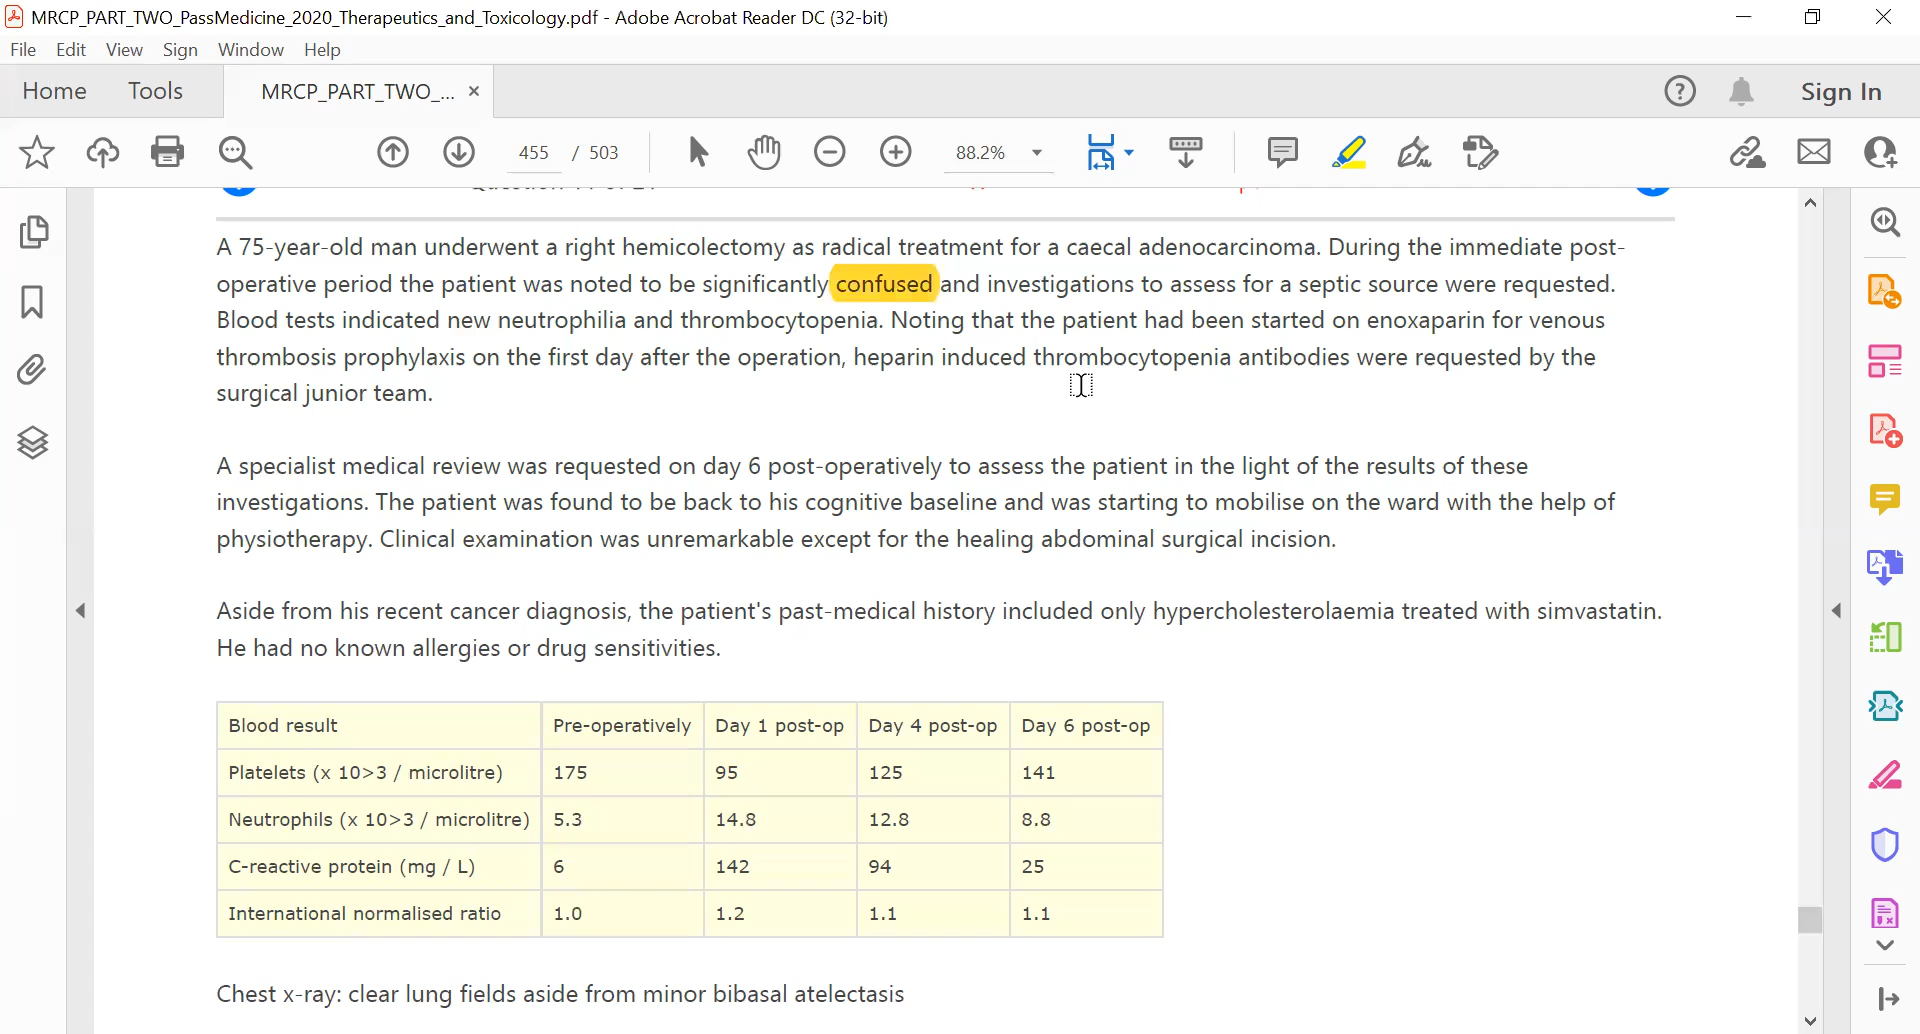 MRCP_PART_TWO_PassMedicine_2020_Therapeutics_and_Toxicology.pdf - Adobe Acrobat Reader DC (32-bit)
File Edit View Sign Window Help
Home Tools MRCP_PART_TWO_... × Sign In
455 / 503 88.2%
A 75-year-old man underwent a right hemicolectomy as radical treatment for a caecal adenocarcinoma. During the immediate post-
operative period the patient was noted to be significantly confused and investigations to assess for a septic source were requested.
Blood tests indicated new neutrophilia and thrombocytopenia. Noting that the patient had been started on enoxaparin for venous
thrombosis prophylaxis on the first day after the operation, heparin induced thrombocytopenia antibodies were requested by the
surgical junior team.
A specialist medical review was requested on day 6 post-operatively to assess the patient in the light of the results of these
investigations. The patient was found to be back to his cognitive baseline and was starting to mobilise on the ward with the help of
physiotherapy. Clinical examination was unremarkable except for the healing abdominal surgical incision.
Aside from his recent cancer diagnosis, the patient's past-medical history included only hypercholesterolaemia treated with simvastatin.
He had no known allergies or drug sensitivities.
Blood result Pre-operatively Day 1 post-op Day 4 post-op Day 6 post-op
Platelets (x 10>3 / microlitre) 175 95 125 141
Neutrophils (x 10>3 / microlitre) 5.3 14.8 12.8 8.8
C-reactive protein (mg / L) 6 142 94 25
International normalised ratio 1.0 1.2 1.1 1.1
Chest x-ray: clear lung fields aside from minor bibasal atelectasis